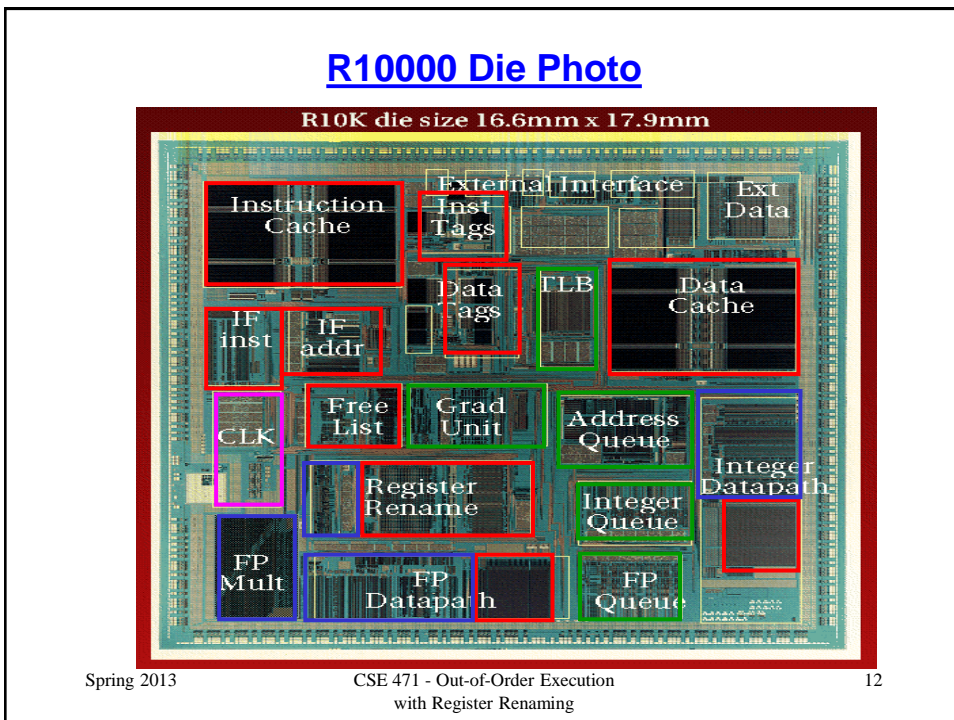 R10000 Die Photo
R10K die size 16.6mm x 17.9mm
External Interface
Ext
Data
Instruction
Cache
Inst
Tags
Data
Tags
TLB
Data
Cache
IF
inst
IF
addr
CLK
Free
List
Grad
Unit
Address
Queue
Integer
Datapath
Register
Rename
Integer
Queue
FP
Mult
FP
Datapath
FP
Queue
Spring 2013
CSE 471 - Out-of-Order Execution
with Register Renaming
12